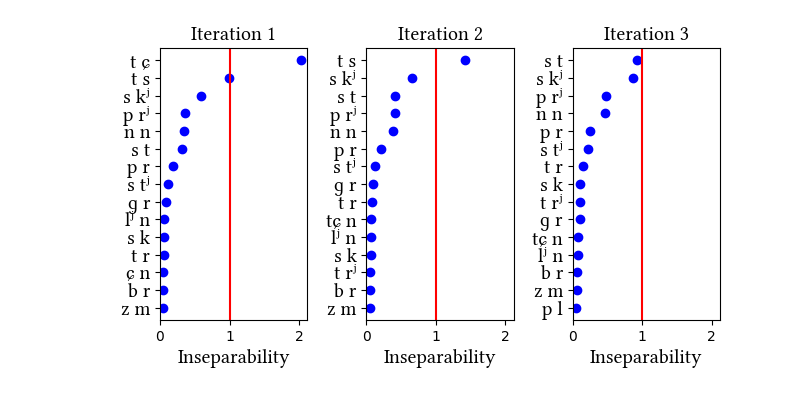 Iteration 1
t ɕ
t s
s kʲ
p rʲ
n n
s t
p r
s tʲ
g r
lʲ n
s k
t r
ɕ n
b r
z m
0 1 2
Inseparability
Iteration 2
t s
s kʲ
s t
p rʲ
n n
p r
s tʲ
g r
t r
tɕ n
lʲ n
s k
t rʲ
b r
z m
0 1 2
Inseparability
Iteration 3
s t
s kʲ
p rʲ
n n
p r
s tʲ
t r
s k
t rʲ
g r
tɕ n
lʲ n
b r
z m
p l
0 1 2
Inseparability